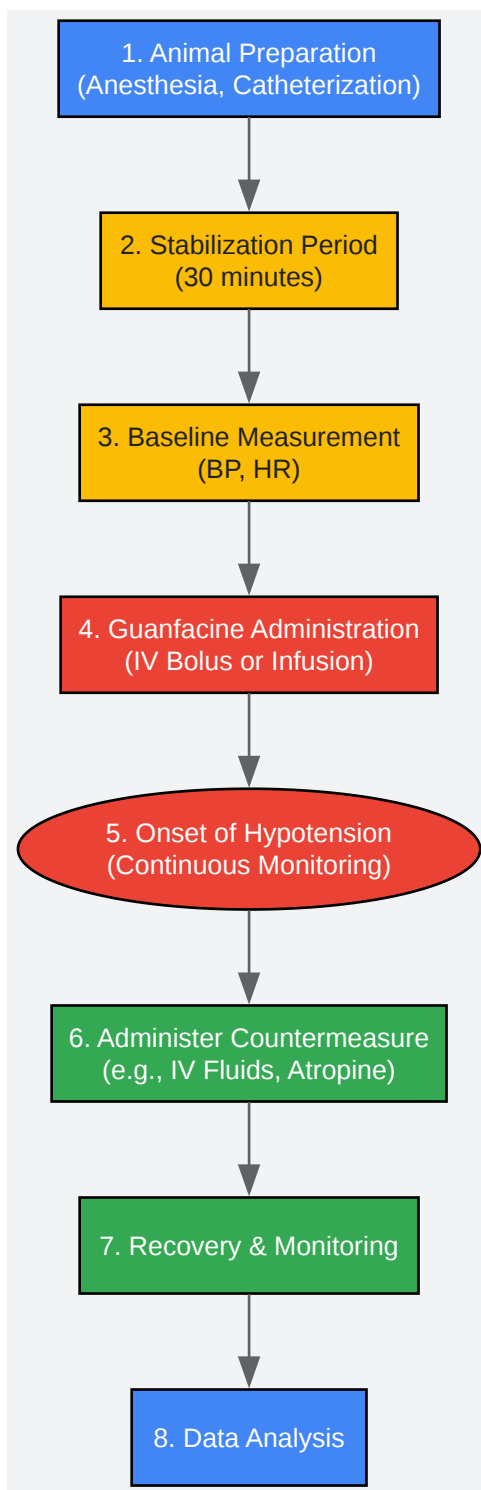 1. Animal Preparation
(Anesthesia, Catheterization)
2. Stabilization Period
(30 minutes)
3. Baseline Measurement
(BP, HR)
4. Guanfacine Administration
(IV Bolus or Infusion)
5. Onset of Hypotension
(Continuous Monitoring)
6. Administer Countermeasure
(e.g., IV Fluids, Atropine)
7. Recovery & Monitoring
8. Data Analysis